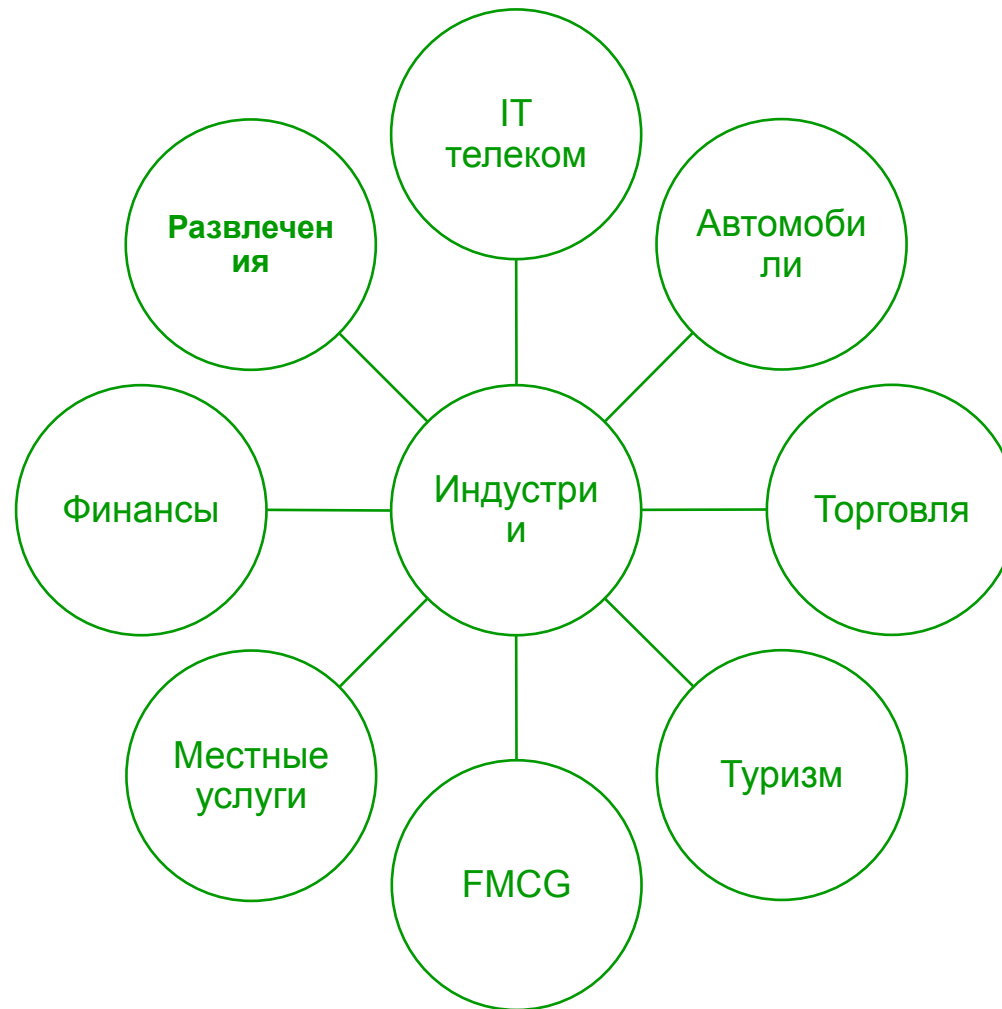 IT
телеком
Развлечен
ия
Автомоби
ли
Финансы
Индустри
и
Торговля
Местные
услуги
Туризм
FMCG